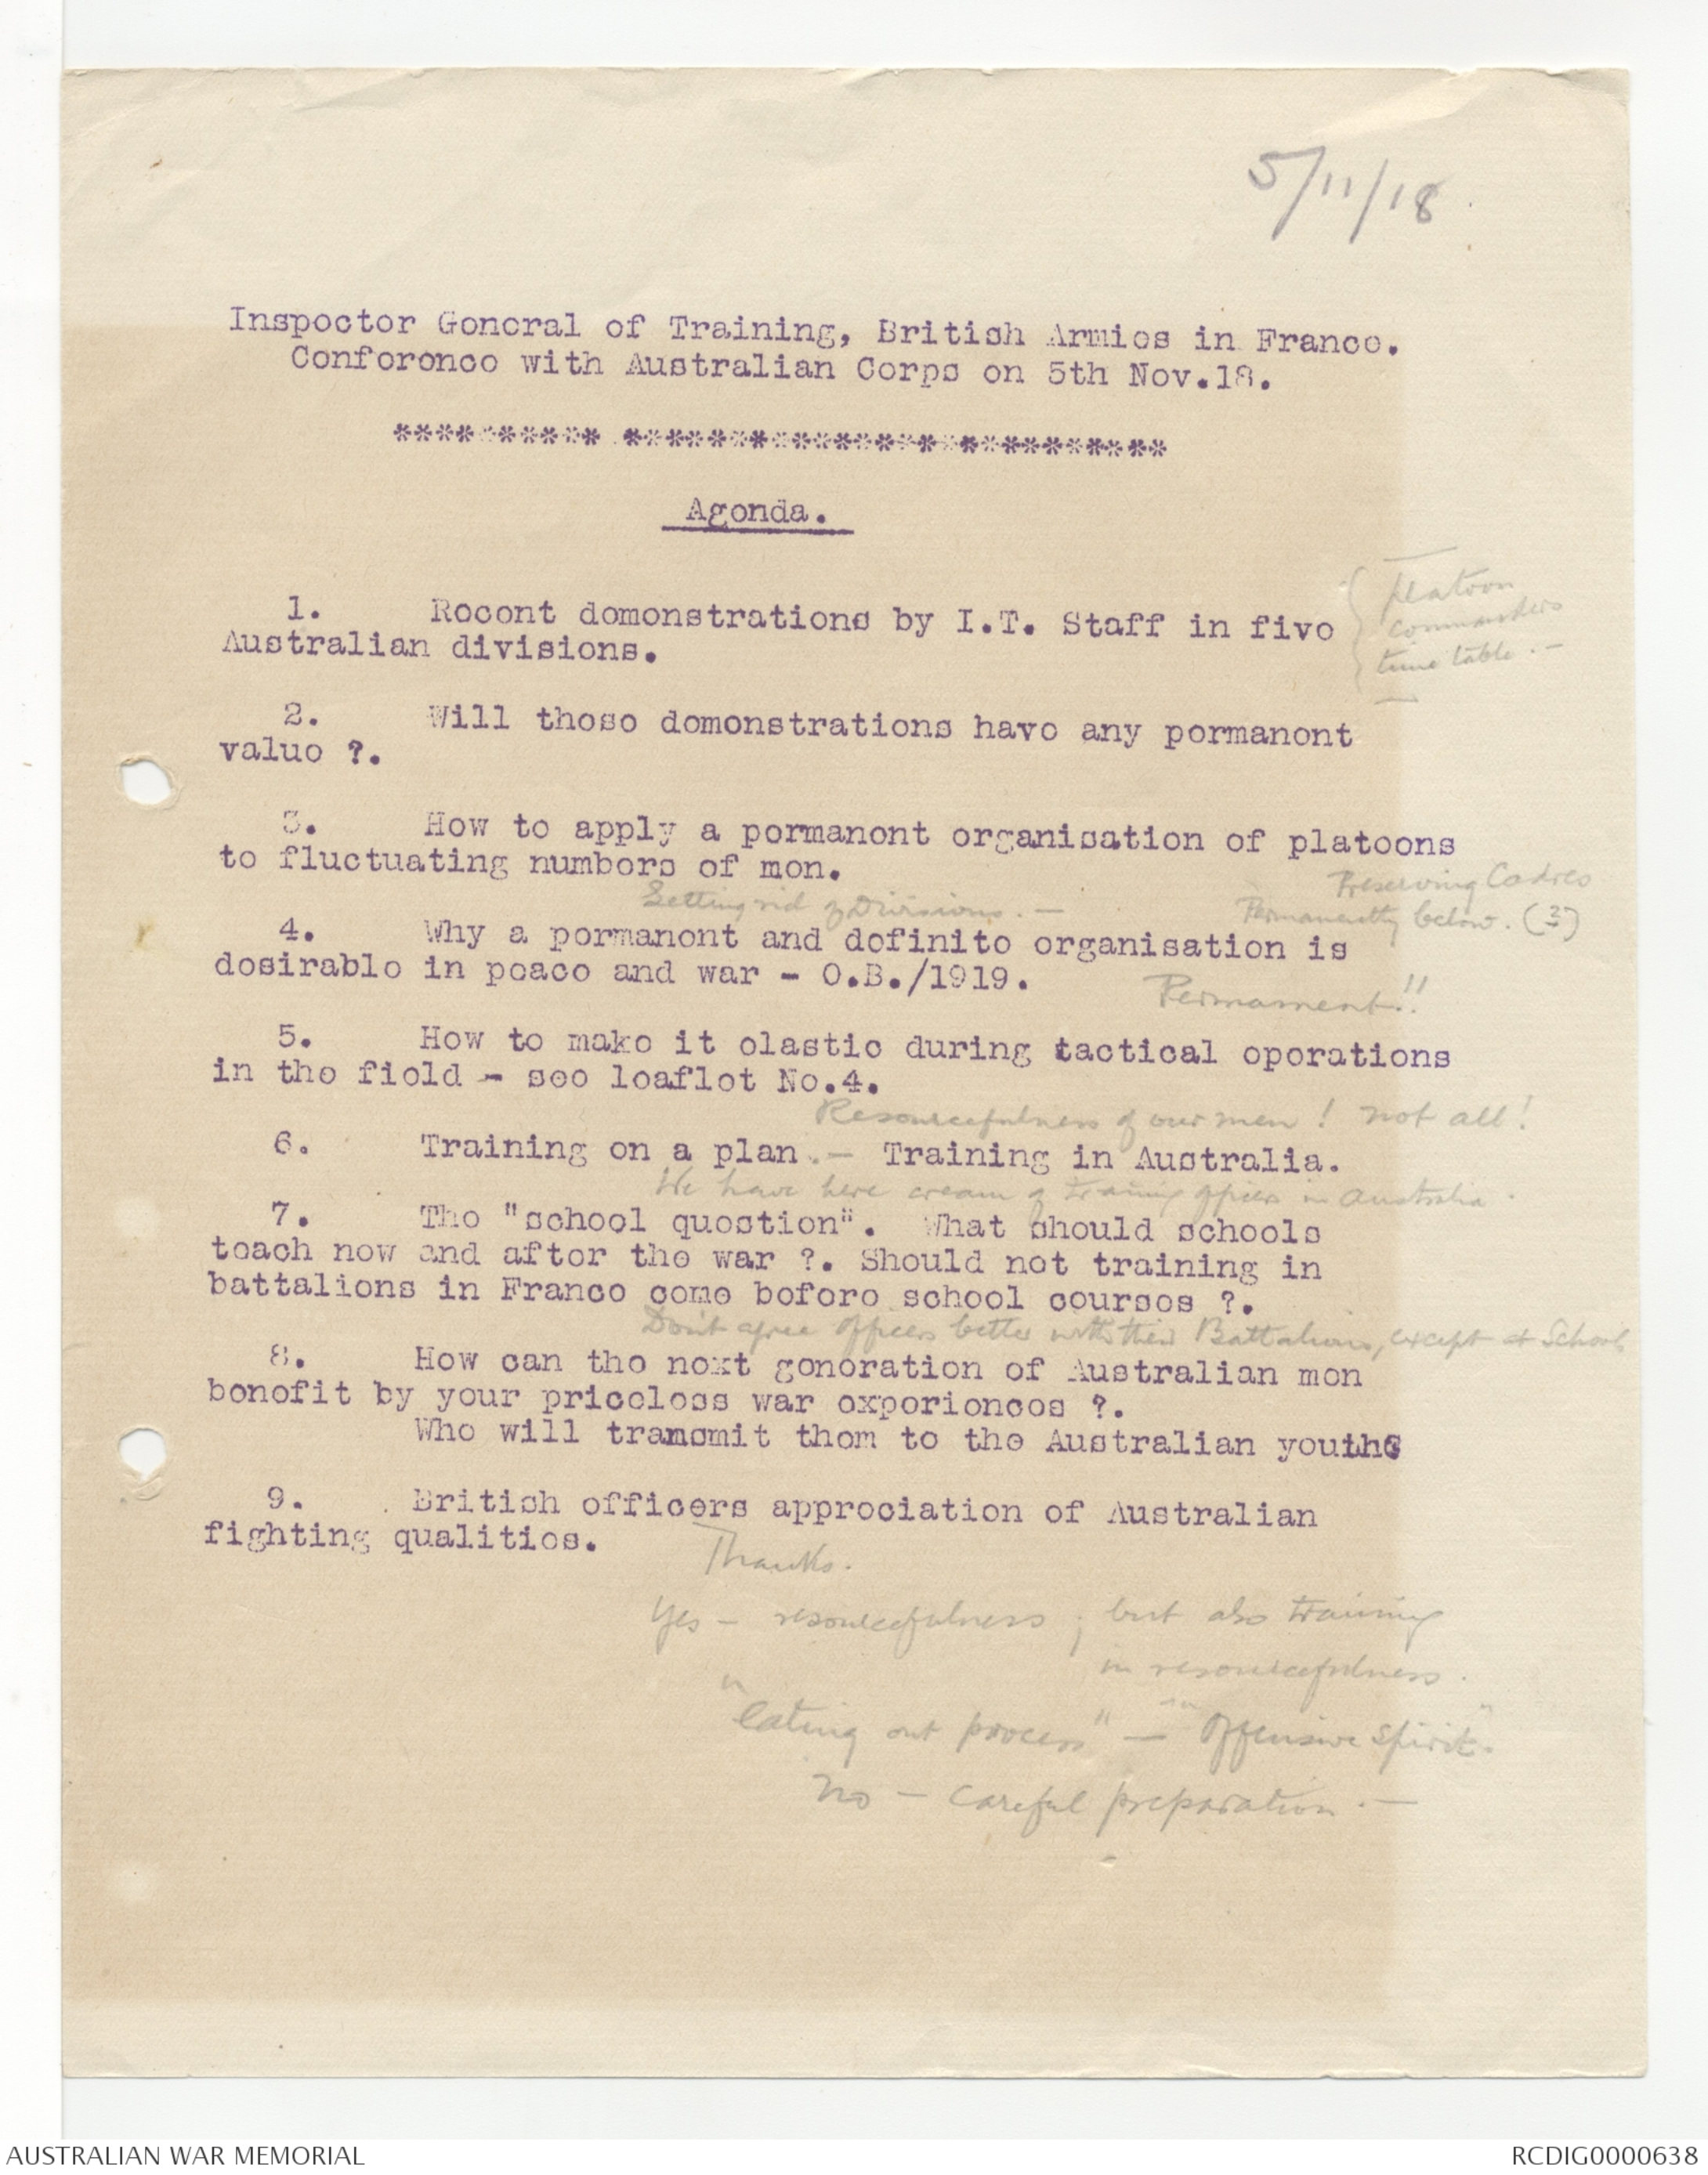 5/11/18.
Inspector General of Training, British Armies in France.
Conference with Australian Corps on 5th Nov.18.
********** **************************
Agenda.
1. Recent demonstrations by I.T. Staff in five
Australian divisions.
platoon
commanders
time table. -
2. Will these demonstrations have any permanent
value ?.
3. How to apply a permanent organisation of platoons
to fluctuating numbers of men.
Preserving Cadres
Getting rid of Divisions. -
Permanently below. (3)
4. Why a permanent and definite organisation is
desirable in peace and war - O.B./1919.
Permanent!!
5. How to make it elastic during tactical operations
in the field - see leaflet No.4.
Resourcefulness of our men ! not all !
6. Training on a plan.- Training in Australia.
We have here cream of training officers in Australia.
7. The "school question". What should schools
teach now and after the war ?. Should not training in
battalions in France come before school courses ?.
Don't agree officers better with their Battalions, except at Schools
8. How can the next generation of Australian men
benefit by your priceless war experiences ?.
Who will transmit them to the Australian youths
9. British officers appreciation of Australian
fighting qualities.
Thanks.
Yes - resourcefulness ; but also training
in resourcefulness.
"eating out process" - "Offensive Spirit".
No - careful preparation. -
AUSTRALIAN WAR MEMORIAL
RCDIG0000638